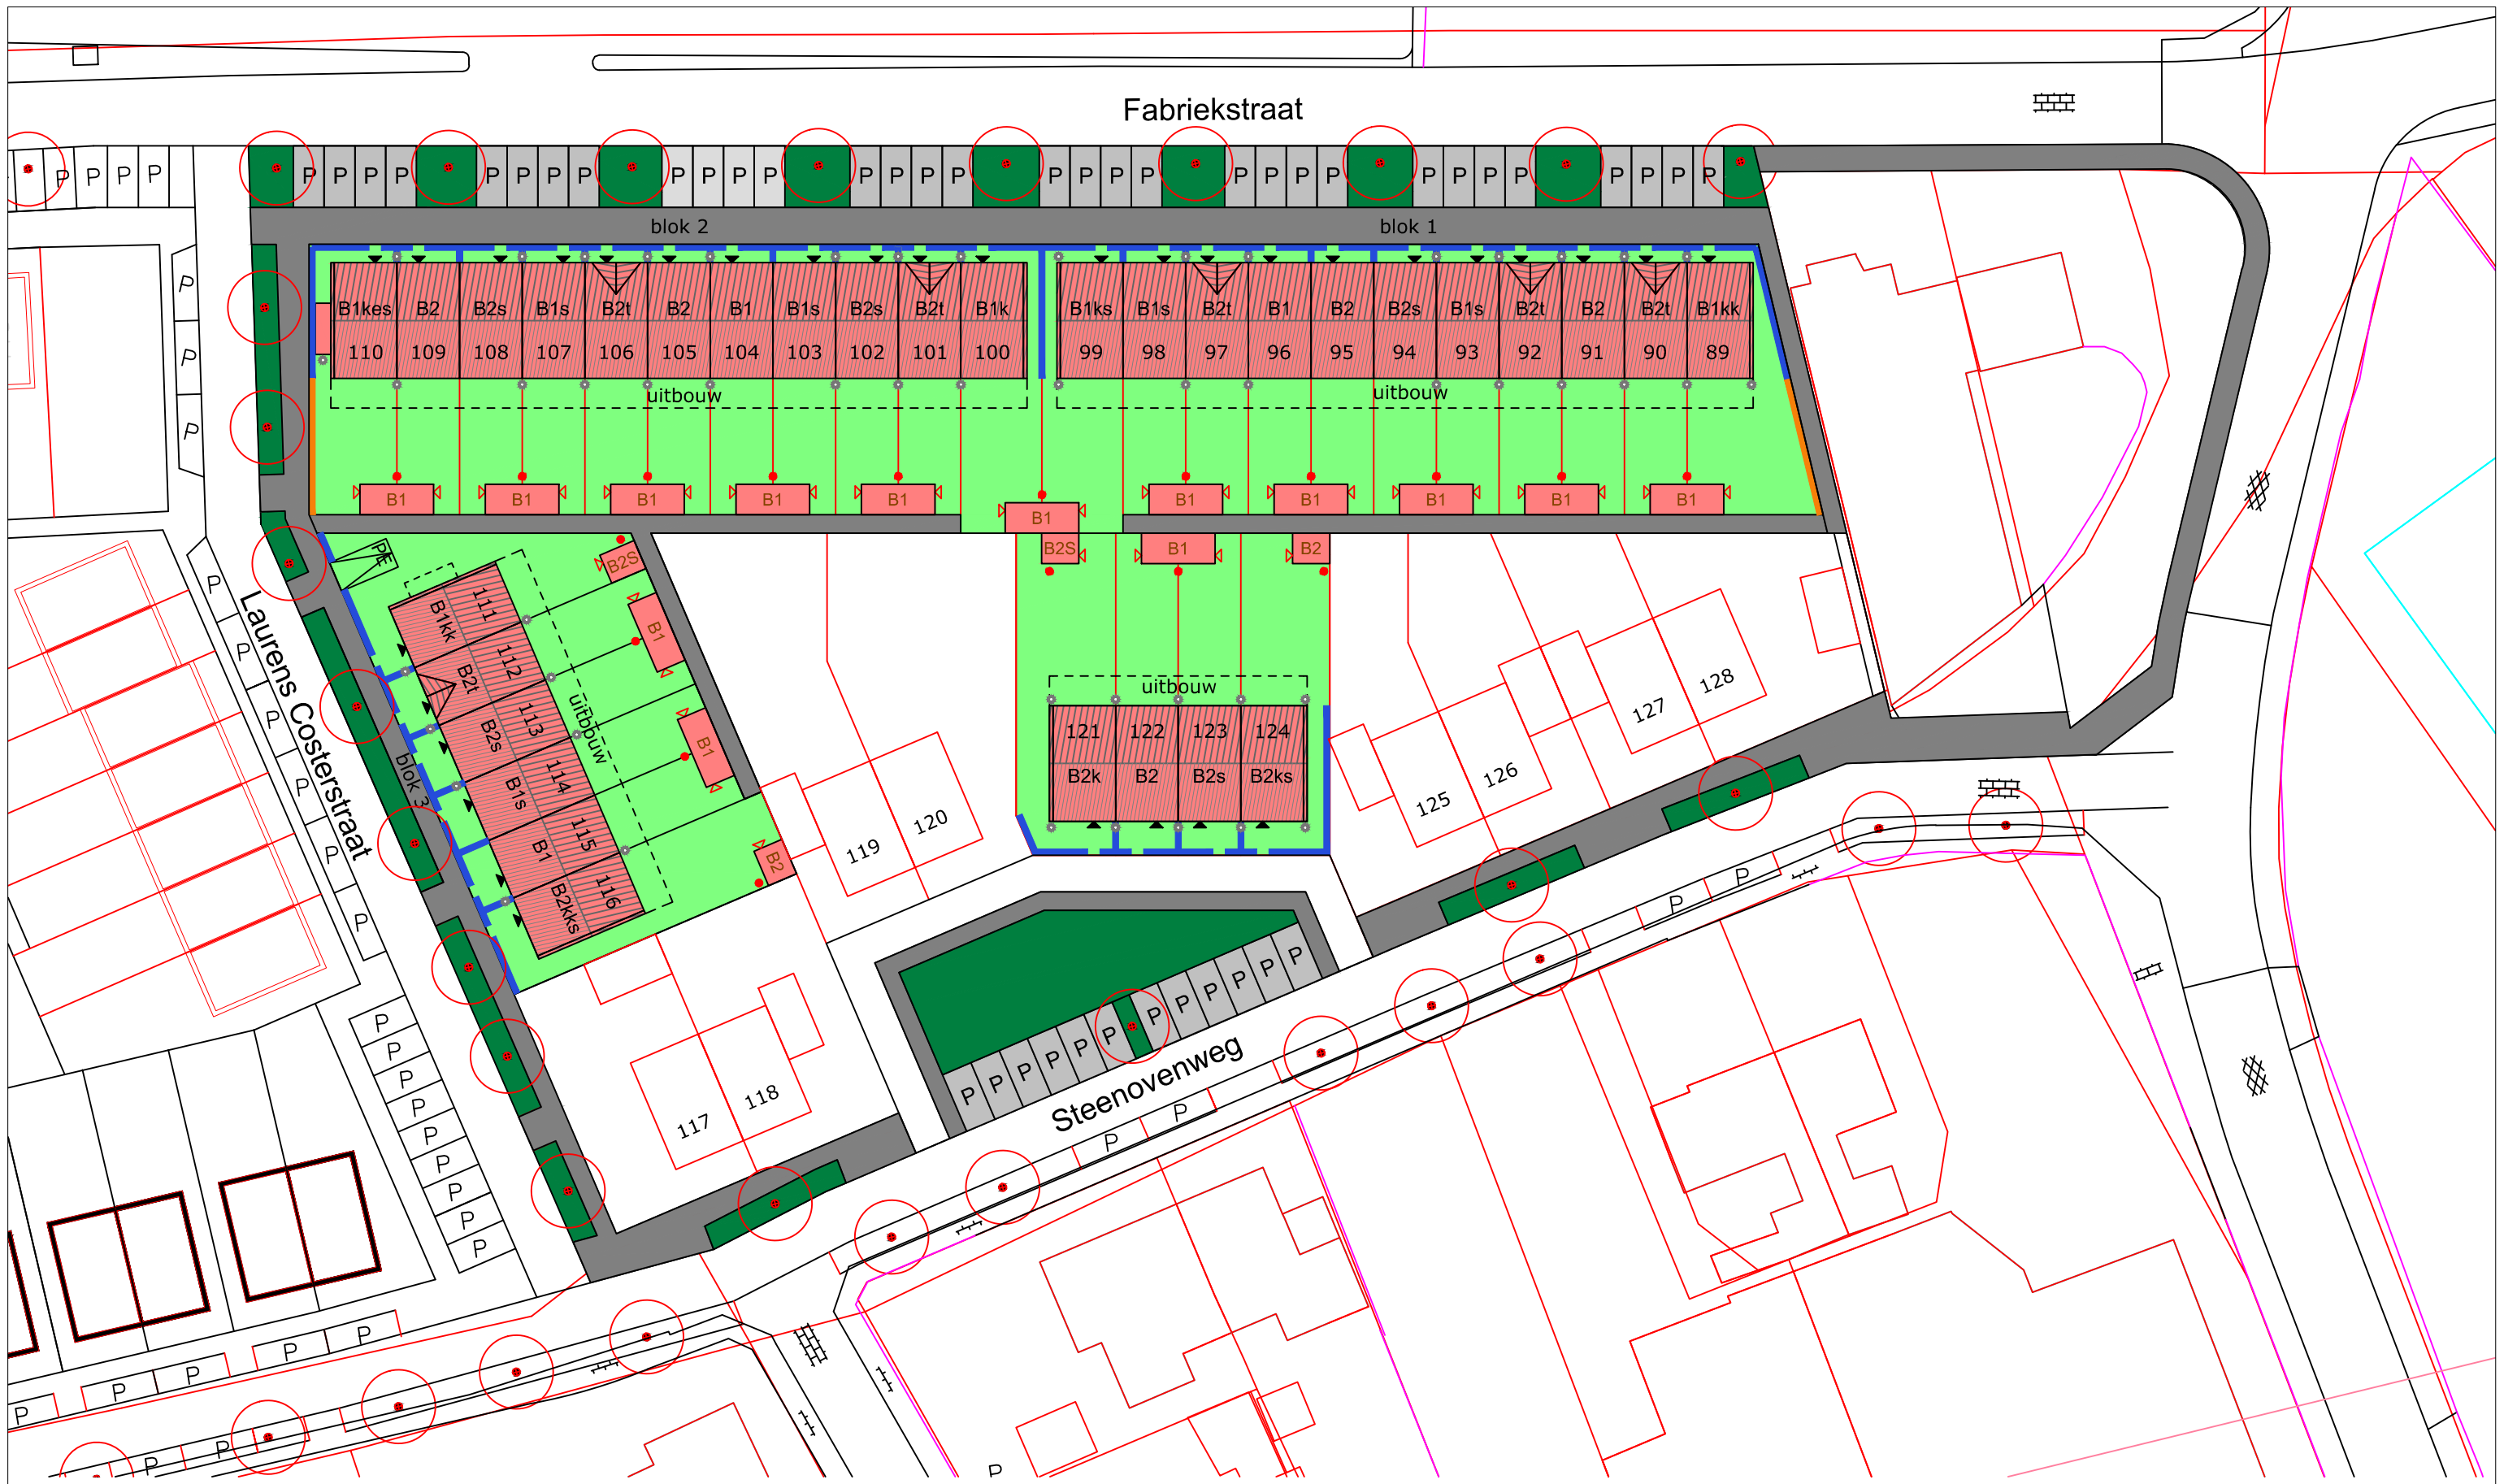 Fabriekstraat
P P P P P
P P P P P P P P P P P P P P P P P P P P P P P P P P P P P P P P
blok 2 blok 1
B1kes B2 B2s B1s B2t B2 B1 B1s B2s B2t B1k B1ks B1s B2t B1 B2 B2s B1s B2t B2 B2t B1kk
110 109 108 107 106 105 104 103 102 101 100 99 98 97 96 95 94 93 92 91 90 89
uitbouw uitbouw
P
P
P
B1 B1 B1 B1 B1 B1 B1 B1 B1 B1
B1
B2S B1 B2
PE
B2S
B1
B1
B2
Laurens Costerstraat
blok 3
uitbouw
111 B1kk
112 B2t
113 B2s
114 B1s
115 B1
116 B2kks
uitbouw
121 122 123 124
B2k B2 B2s B2ks
119 120
125 126 127 128
117 118
P P P P P P P P
P P P P P P P P P
P P P P P P P P P P P P
Steenovenweg
P P P P
P P P P P
P P
P